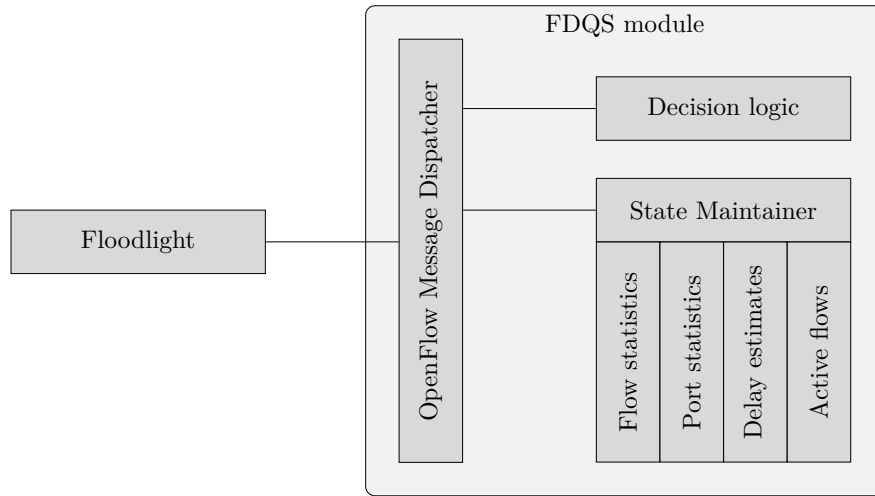 FDQS module
Floodlight
OpenFlow Message Dispatcher
Decision logic
State Maintainer
Flow statistics
Port statistics
Delay estimates
Active flows